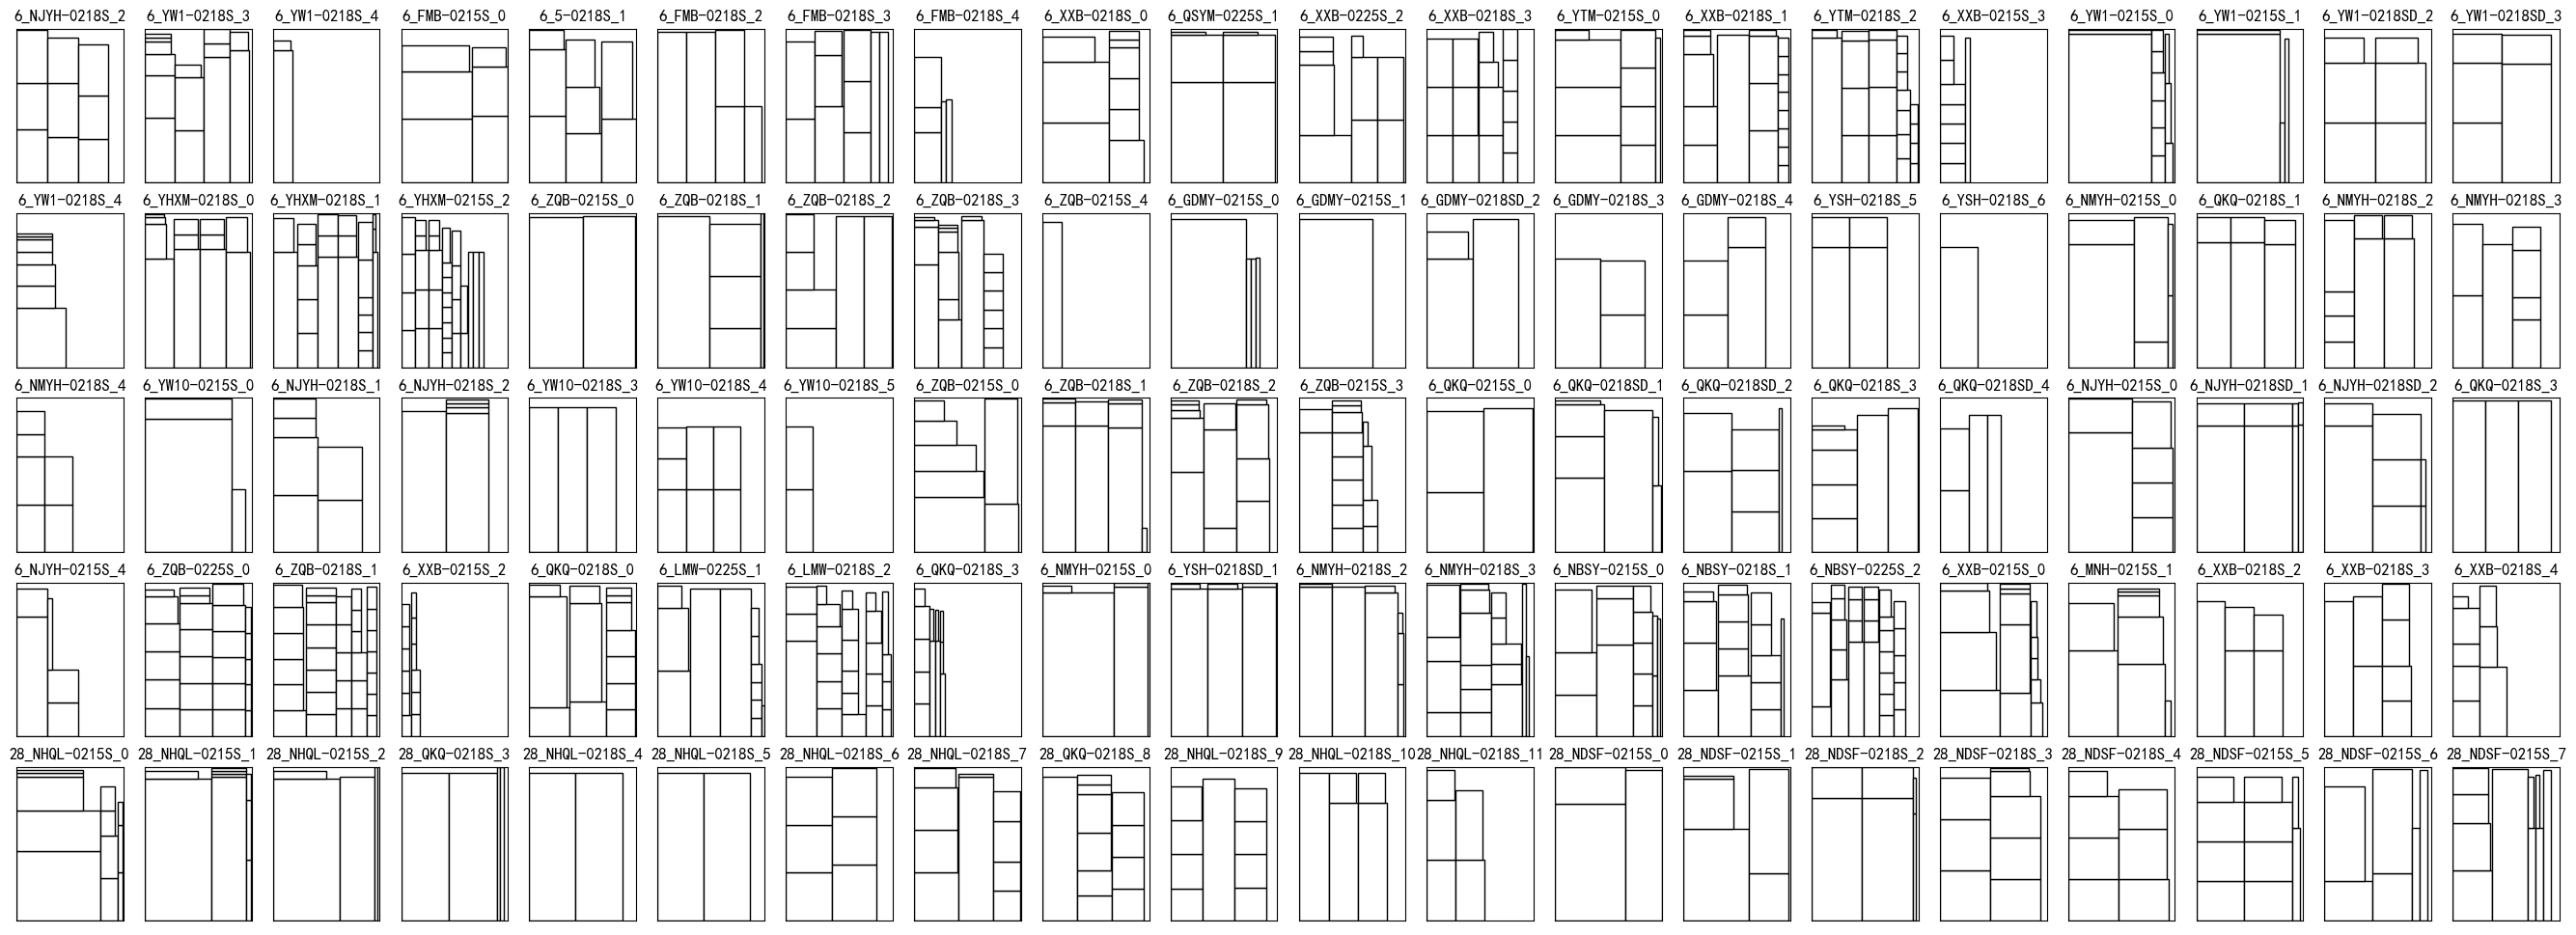 6_NJYH-0218S_2 6_YW1-0218S_3 6_YW1-0218S_4 6_FMB-0215S_0 6_5-0218S_1 6_FMB-0218S_2 6_FMB-0218S_3 6_FMB-0218S_4 6_XXB-0218S_0 6_QSYM-0225S_1 6_XXB-0225S_2 6_XXB-0218S_3 6_YTM-0215S_0 6_XXB-0218S_1 6_YTM-0218S_2 6_XXB-0215S_3 6_YW1-0215S_0 6_YW1-0215S_1 6_YW1-0218SD_2 6_YW1-0218SD_3
6_YW1-0218S_4 6_YHXM-0218S_0 6_YHXM-0218S_1 6_YHXM-0215S_2 6_ZQB-0215S_0 6_ZQB-0218S_1 6_ZQB-0218S_2 6_ZQB-0218S_3 6_ZQB-0215S_4 6_GDMY-0215S_0 6_GDMY-0215S_1 6_GDMY-0218SD_2 6_GDMY-0218S_3 6_GDMY-0218S_4 6_YSH-0218S_5 6_YSH-0218S_6 6_NMYH-0215S_0 6_QKQ-0218S_1 6_NMYH-0218S_2 6_NMYH-0218S_3
6_NMYH-0218S_4 6_YW10-0215S_0 6_NJYH-0218S_1 6_NJYH-0218S_2 6_YW10-0218S_3 6_YW10-0218S_4 6_YW10-0218S_5 6_ZQB-0215S_0 6_ZQB-0218S_1 6_ZQB-0218S_2 6_ZQB-0215S_3 6_QKQ-0215S_0 6_QKQ-0218SD_1 6_QKQ-0218SD_2 6_QKQ-0218S_3 6_QKQ-0218SD_4 6_NJYH-0215S_0 6_NJYH-0218SD_1 6_NJYH-0218SD_2 6_QKQ-0218S_3
6_NJYH-0215S_4 6_ZQB-0225S_0 6_ZQB-0218S_1 6_XXB-0215S_2 6_QKQ-0218S_0 6_LMW-0225S_1 6_LMW-0218S_2 6_QKQ-0218S_3 6_NMYH-0215S_0 6_YSH-0218SD_1 6_NMYH-0218S_2 6_NMYH-0218S_3 6_NBSY-0215S_0 6_NBSY-0218S_1 6_NBSY-0225S_2 6_XXB-0215S_0 6_MNH-0215S_1 6_XXB-0218S_2 6_XXB-0218S_3 6_XXB-0218S_4
28_NHQL-0215S_0 28_NHQL-0215S_1 28_NHQL-0215S_2 28_QKQ-0218S_3 28_NHQL-0218S_4 28_NHQL-0218S_5 28_NHQL-0218S_6 28_NHQL-0218S_7 28_QKQ-0218S_8 28_NHQL-0218S_9 28_NHQL-0218S_10 28_NHQL-0218S_11 28_NDSF-0215S_0 28_NDSF-0215S_1 28_NDSF-0218S_2 28_NDSF-0218S_3 28_NDSF-0218S_4 28_NDSF-0215S_5 28_NDSF-0215S_6 28_NDSF-0215S_7